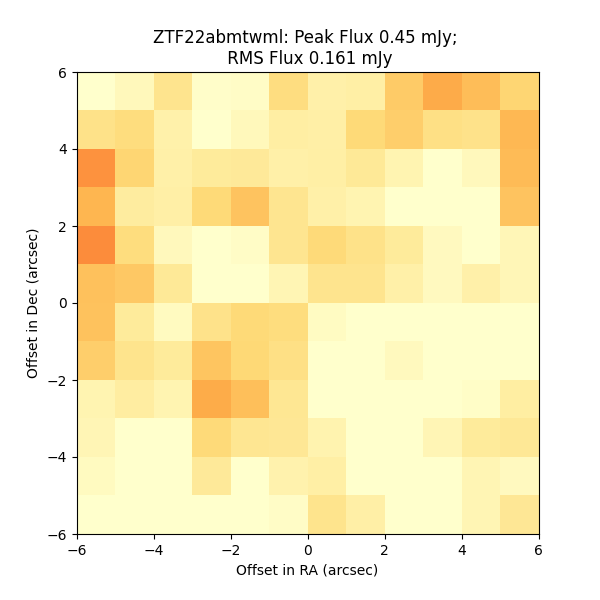 ZTF22abmtwml: Peak Flux 0.45 mJy;
RMS Flux 0.161 mJy
6
4
2
0
−2
−4
−6
Offset in Dec (arcsec)
−6 −4 −2 0 2 4 6
Offset in RA (arcsec)